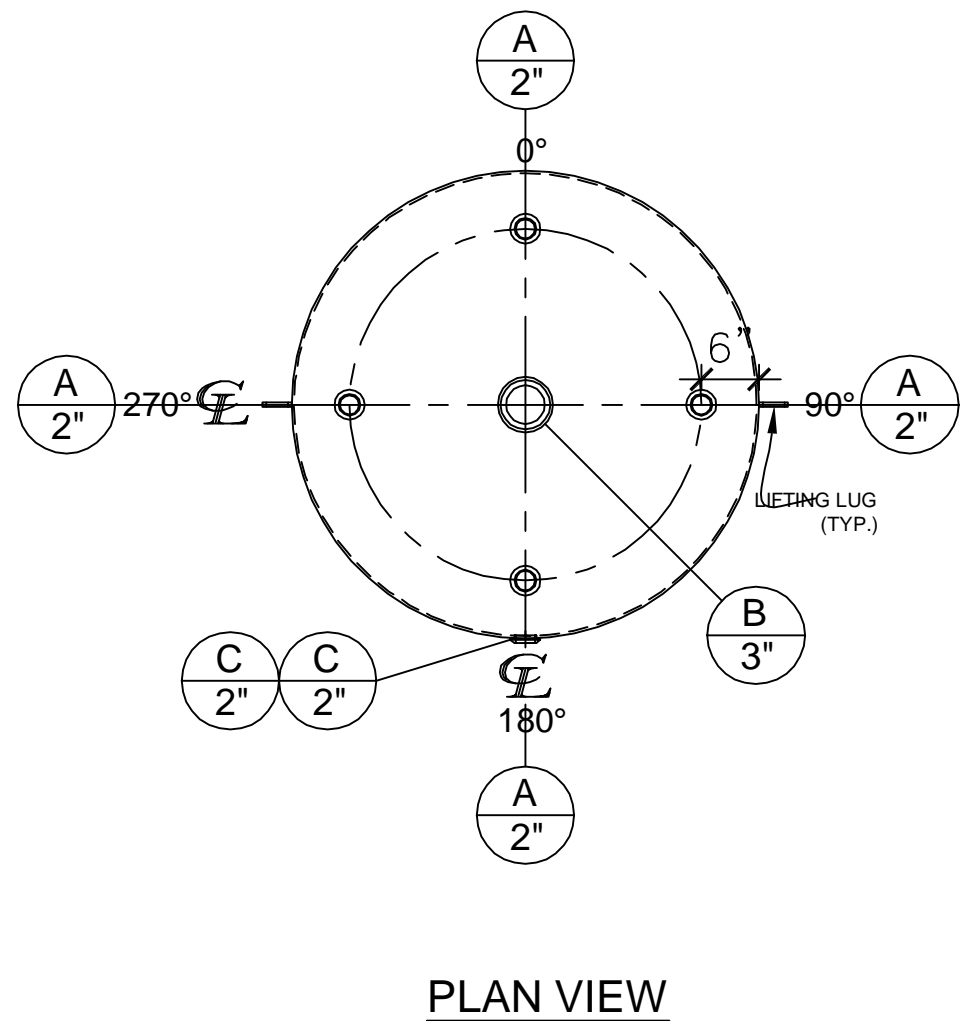 A
2"
0°
6"
A
2"
270° ℄
90°
A
2"
LIFTING LUG
(TYP.)
B
3"
C
2"
C
2"
℄
180°
A
2"
PLAN VIEW